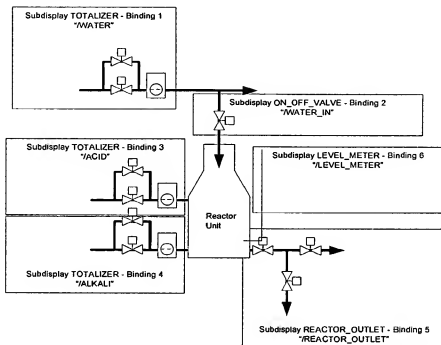 Subdisplay TOTALIZER - Binding 1
"/WATER"
Subdisplay ON_OFF_VALVE - Binding 2
"/WATER_IN"
Subdisplay TOTALIZER - Binding 3
"/ACID"
Subdisplay LEVEL_METER - Binding 6
"/LEVEL_METER"
Reactor
Unit
Subdisplay TOTALIZER - Binding 4
"/ALKALI"
Subdisplay REACTOR_OUTLET - Binding 5
"/REACTOR_OUTLET"